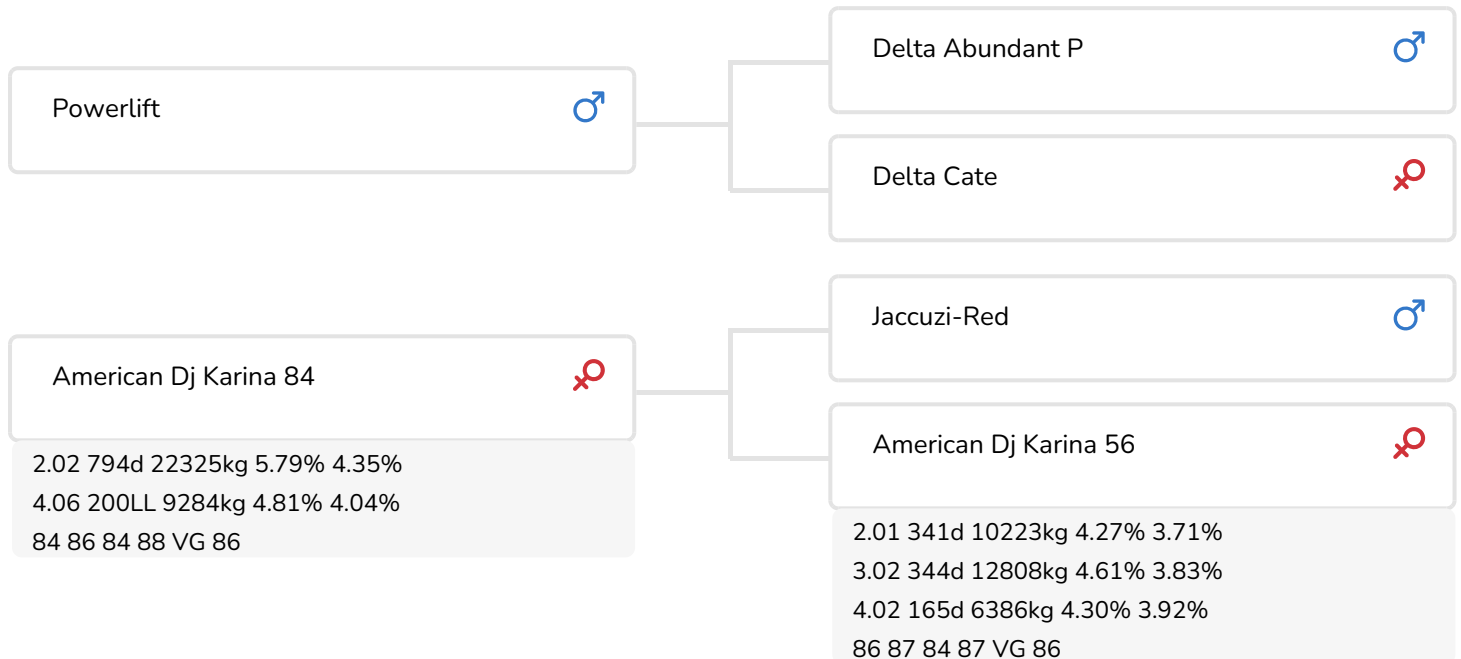 Powerlift
Delta Abundant P
Delta Cate
American Dj Karina 84
2.02 794d 22325kg 5.79% 4.35%
4.06 200LL 9284kg 4.81% 4.04%
84 86 84 88 VG 86
Jaccuzi-Red
American Dj Karina 56
2.01 341d 10223kg 4.27% 3.71%
3.02 344d 12808kg 4.61% 3.83%
4.02 165d 6386kg 4.30% 3.92%
86 87 84 87 VG 86